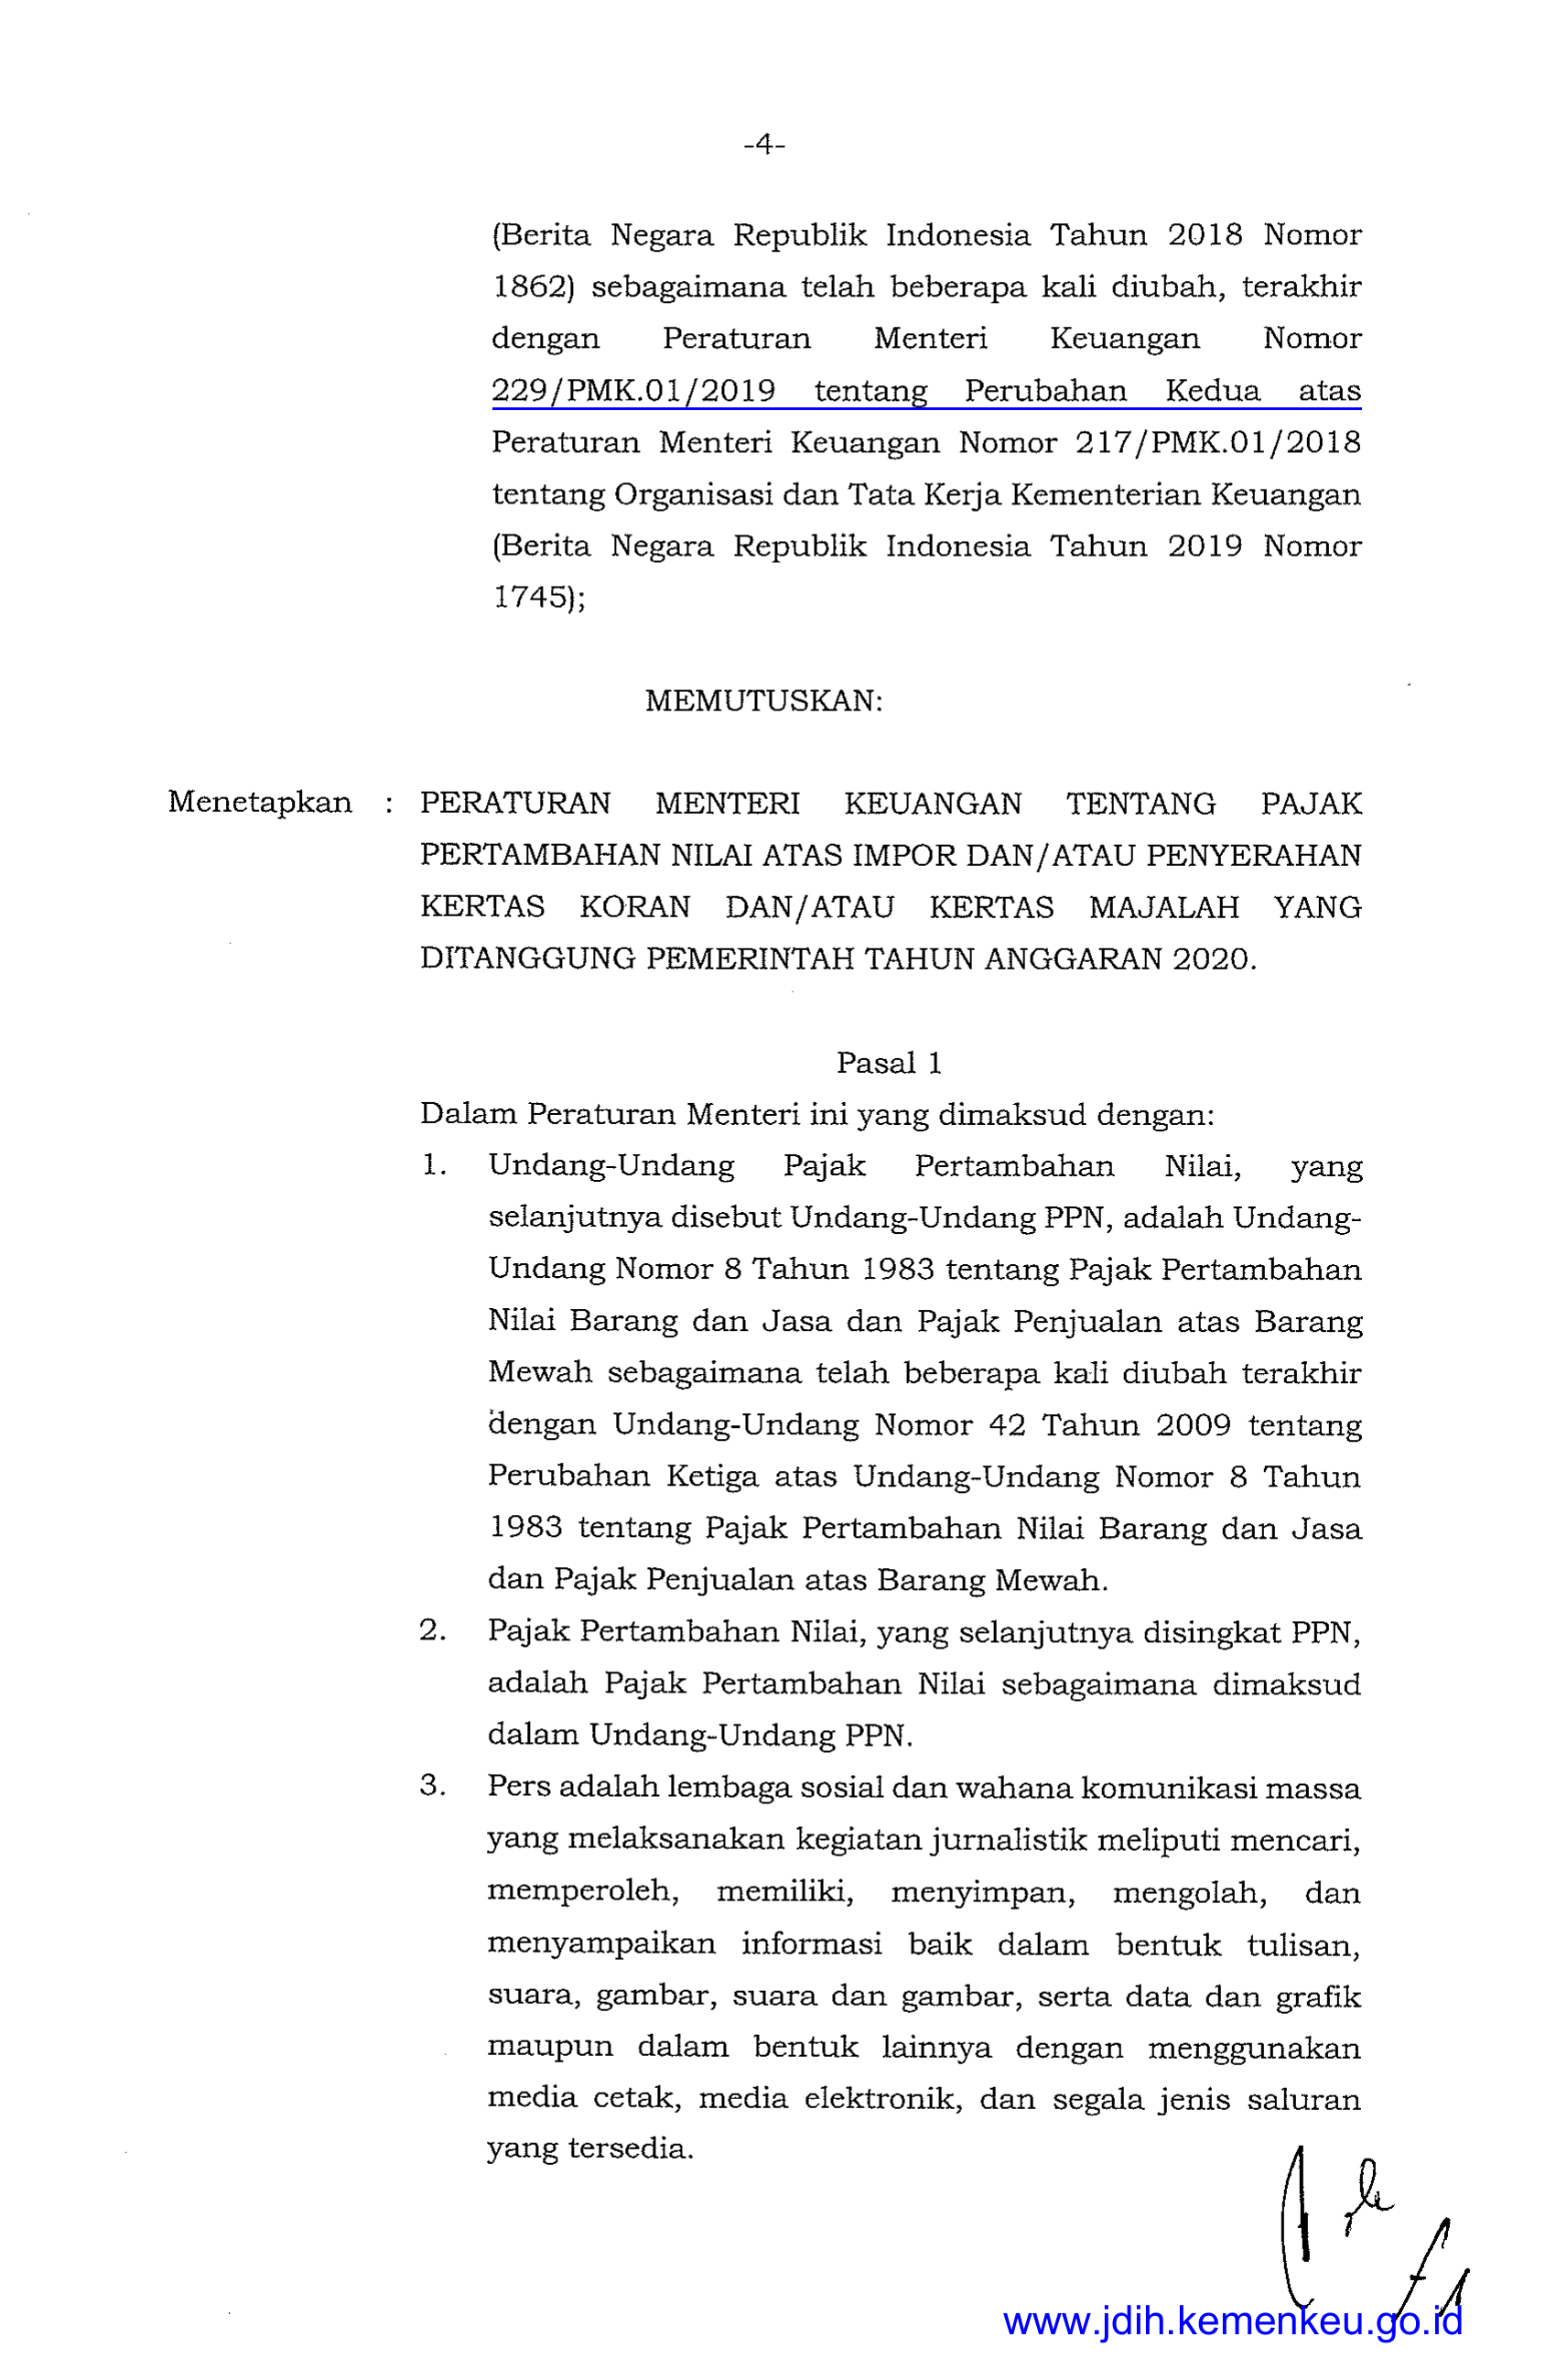 -4-
(Berita Negara Republik Indonesia Tahun 2018 Nomor
1862) sebagaimana telah beberapa kali diubah, terakhir
dengan Peraturan Menteri Keuangan Nomor
229/PMK.01/2019 tentang Perubahan Kedua atas
Peraturan Menteri Keuangan Nomor 217/PMK.01/2018
tentang Organisasi dan Tata Kerja Kementerian Keuangan
(Berita Negara Republik Indonesia Tahun 2019 Nomor
1745);
MEMUTUSKAN:
Menetapkan : PERATURAN MENTERI KEUANGAN TENTANG PAJAK
PERTAMBAHAN NILAI ATAS IMPOR DAN/ATAU PENYERAHAN
KERTAS KORAN DAN/ATAU KERTAS MAJALAH YANG
DITANGGUNG PEMERINTAH TAHUN ANGGARAN 2020.
Pasal 1
Dalam Peraturan Menteri ini yang dimaksud dengan:
1. Undang-Undang Pajak Pertambahan Nilai, yang
selanjutnya disebut Undang-Undang PPN, adalah Undang-
Undang Nomor 8 Tahun 1983 tentang Pajak Pertambahan
Nilai Barang dan Jasa dan Pajak Penjualan atas Barang
Mewah sebagaimana telah beberapa kali diubah terakhir
dengan Undang-Undang Nomor 42 Tahun 2009 tentang
Perubahan Ketiga atas Undang-Undang Nomor 8 Tahun
1983 tentang Pajak Pertambahan Nilai Barang dan Jasa
dan Pajak Penjualan atas Barang Mewah.
2. Pajak Pertambahan Nilai, yang selanjutnya disingkat PPN,
adalah Pajak Pertambahan Nilai sebagaimana dimaksud
dalam Undang-Undang PPN.
3. Pers adalah lembaga sosial dan wahana komunikasi massa
yang melaksanakan kegiatan jurnalistik meliputi mencari,
memperoleh, memiliki, menyimpan, mengolah, dan
menyampaikan informasi baik dalam bentuk tulisan,
suara, gambar, suara dan gambar, serta data dan grafik
maupun dalam bentuk lainnya dengan menggunakan
media cetak, media elektronik, dan segala jenis saluran
yang tersedia.
www.jdih.kemenkeu.go.id